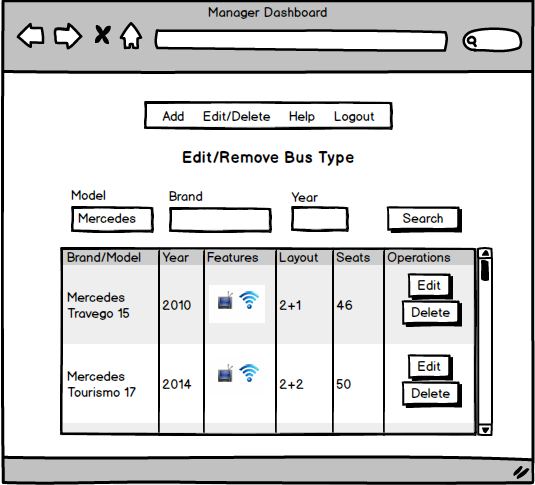 Manager Dashboard
Add Edit/Delete Help Logout
Edit/Remove Bus Type
Model Brand Year
Mercedes Search
Brand/Model Year Features Layout Seats Operations
Mercedes
Travego 15 2010 2+1 46 Edit
Delete
Mercedes
Tourismo 17 2014 2+2 50 Edit
Delete